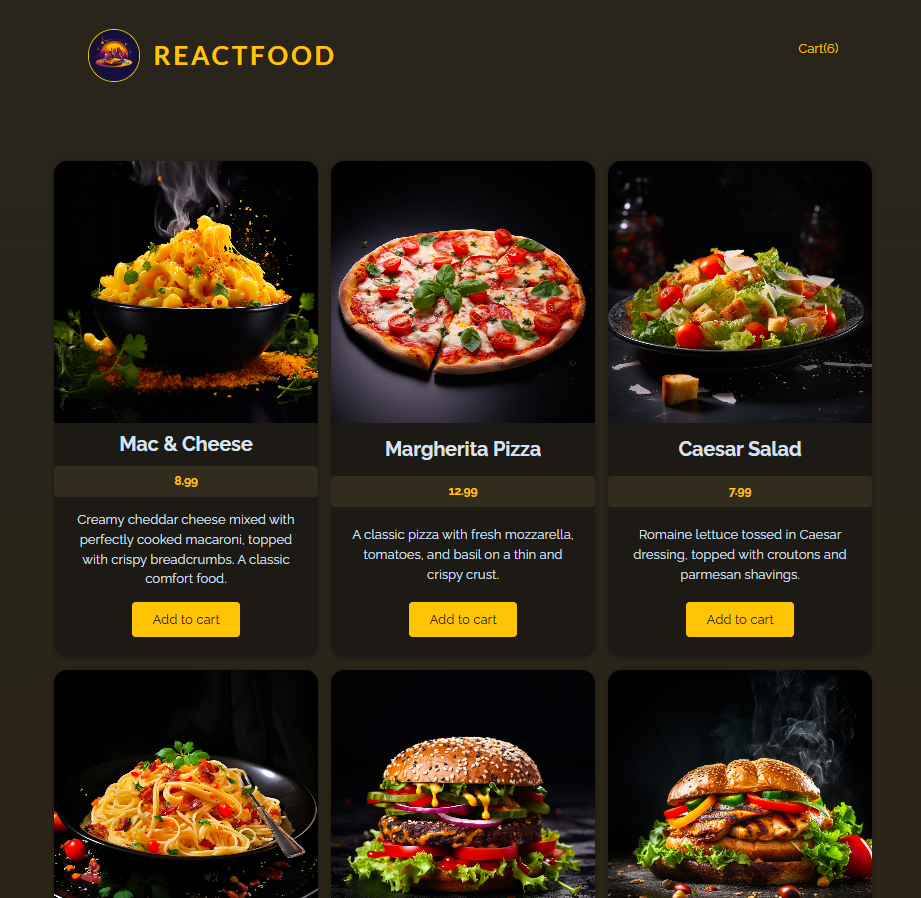 REACTFOOD
Cart(6)
Mac & Cheese
8.99
Creamy cheddar cheese mixed with
perfectly cooked macaroni, topped
with crispy breadcrumbs. A classic
comfort food.
Add to cart
Margherita Pizza
12.99
A classic pizza with fresh mozzarella,
tomatoes, and basil on a thin and
crispy crust.
Add to cart
Caesar Salad
7.99
Romaine lettuce tossed in Caesar
dressing, topped with croutons and
parmesan shavings.
Add to cart